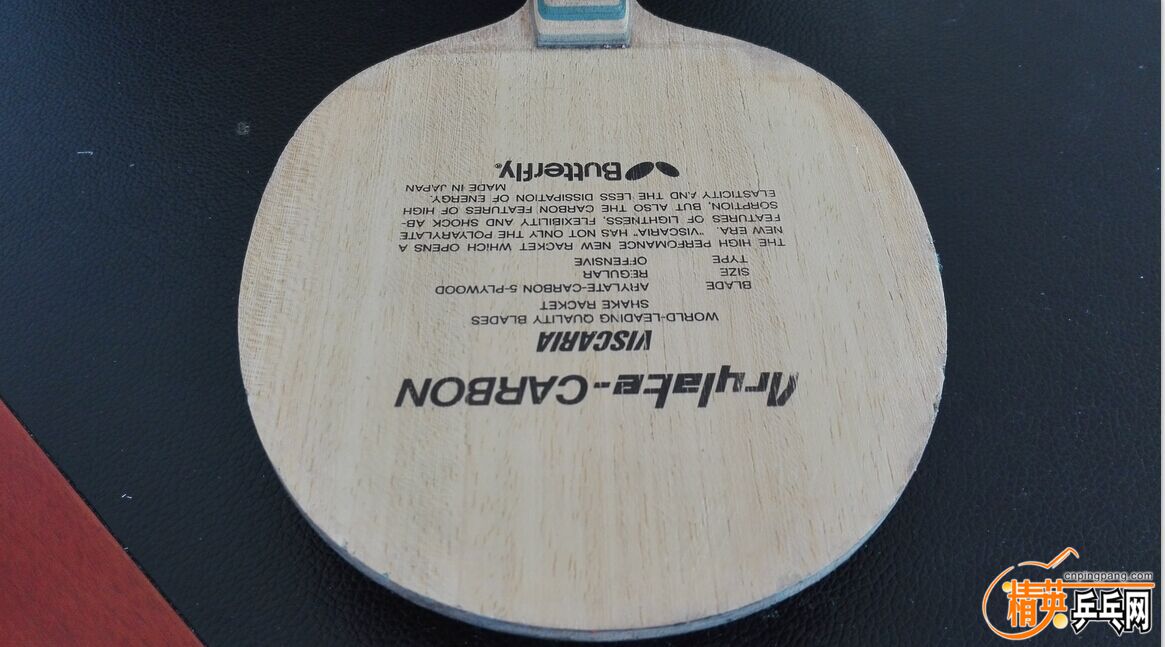 Arylate-CARBON
VISCARIA
WORLD-LEADING QUALITY BLADES
SHAKE RACKET
BLADE ARYLATE-CARBON 5-PLYWOOD
SIZE REGULAR
TYPE OFFENSIVE
THE HIGH PERFOMANCE NEW RACKET WHICH OPENS A
NEW ERA. "VISCARIA" HAS NOT ONLY THE POLYARYLATE
FEATURES OF LIGHTNESS, FLEXIBILITY AND SHOCK AB-
SORPTION, BUT ALSO THE CARBON FEATURES OF HIGH
ELASTICITY AND THE LESS DISSIPATION OF ENERGY.
MADE IN JAPAN
Butterfly®
cnpingpang.com
精英乒乓网